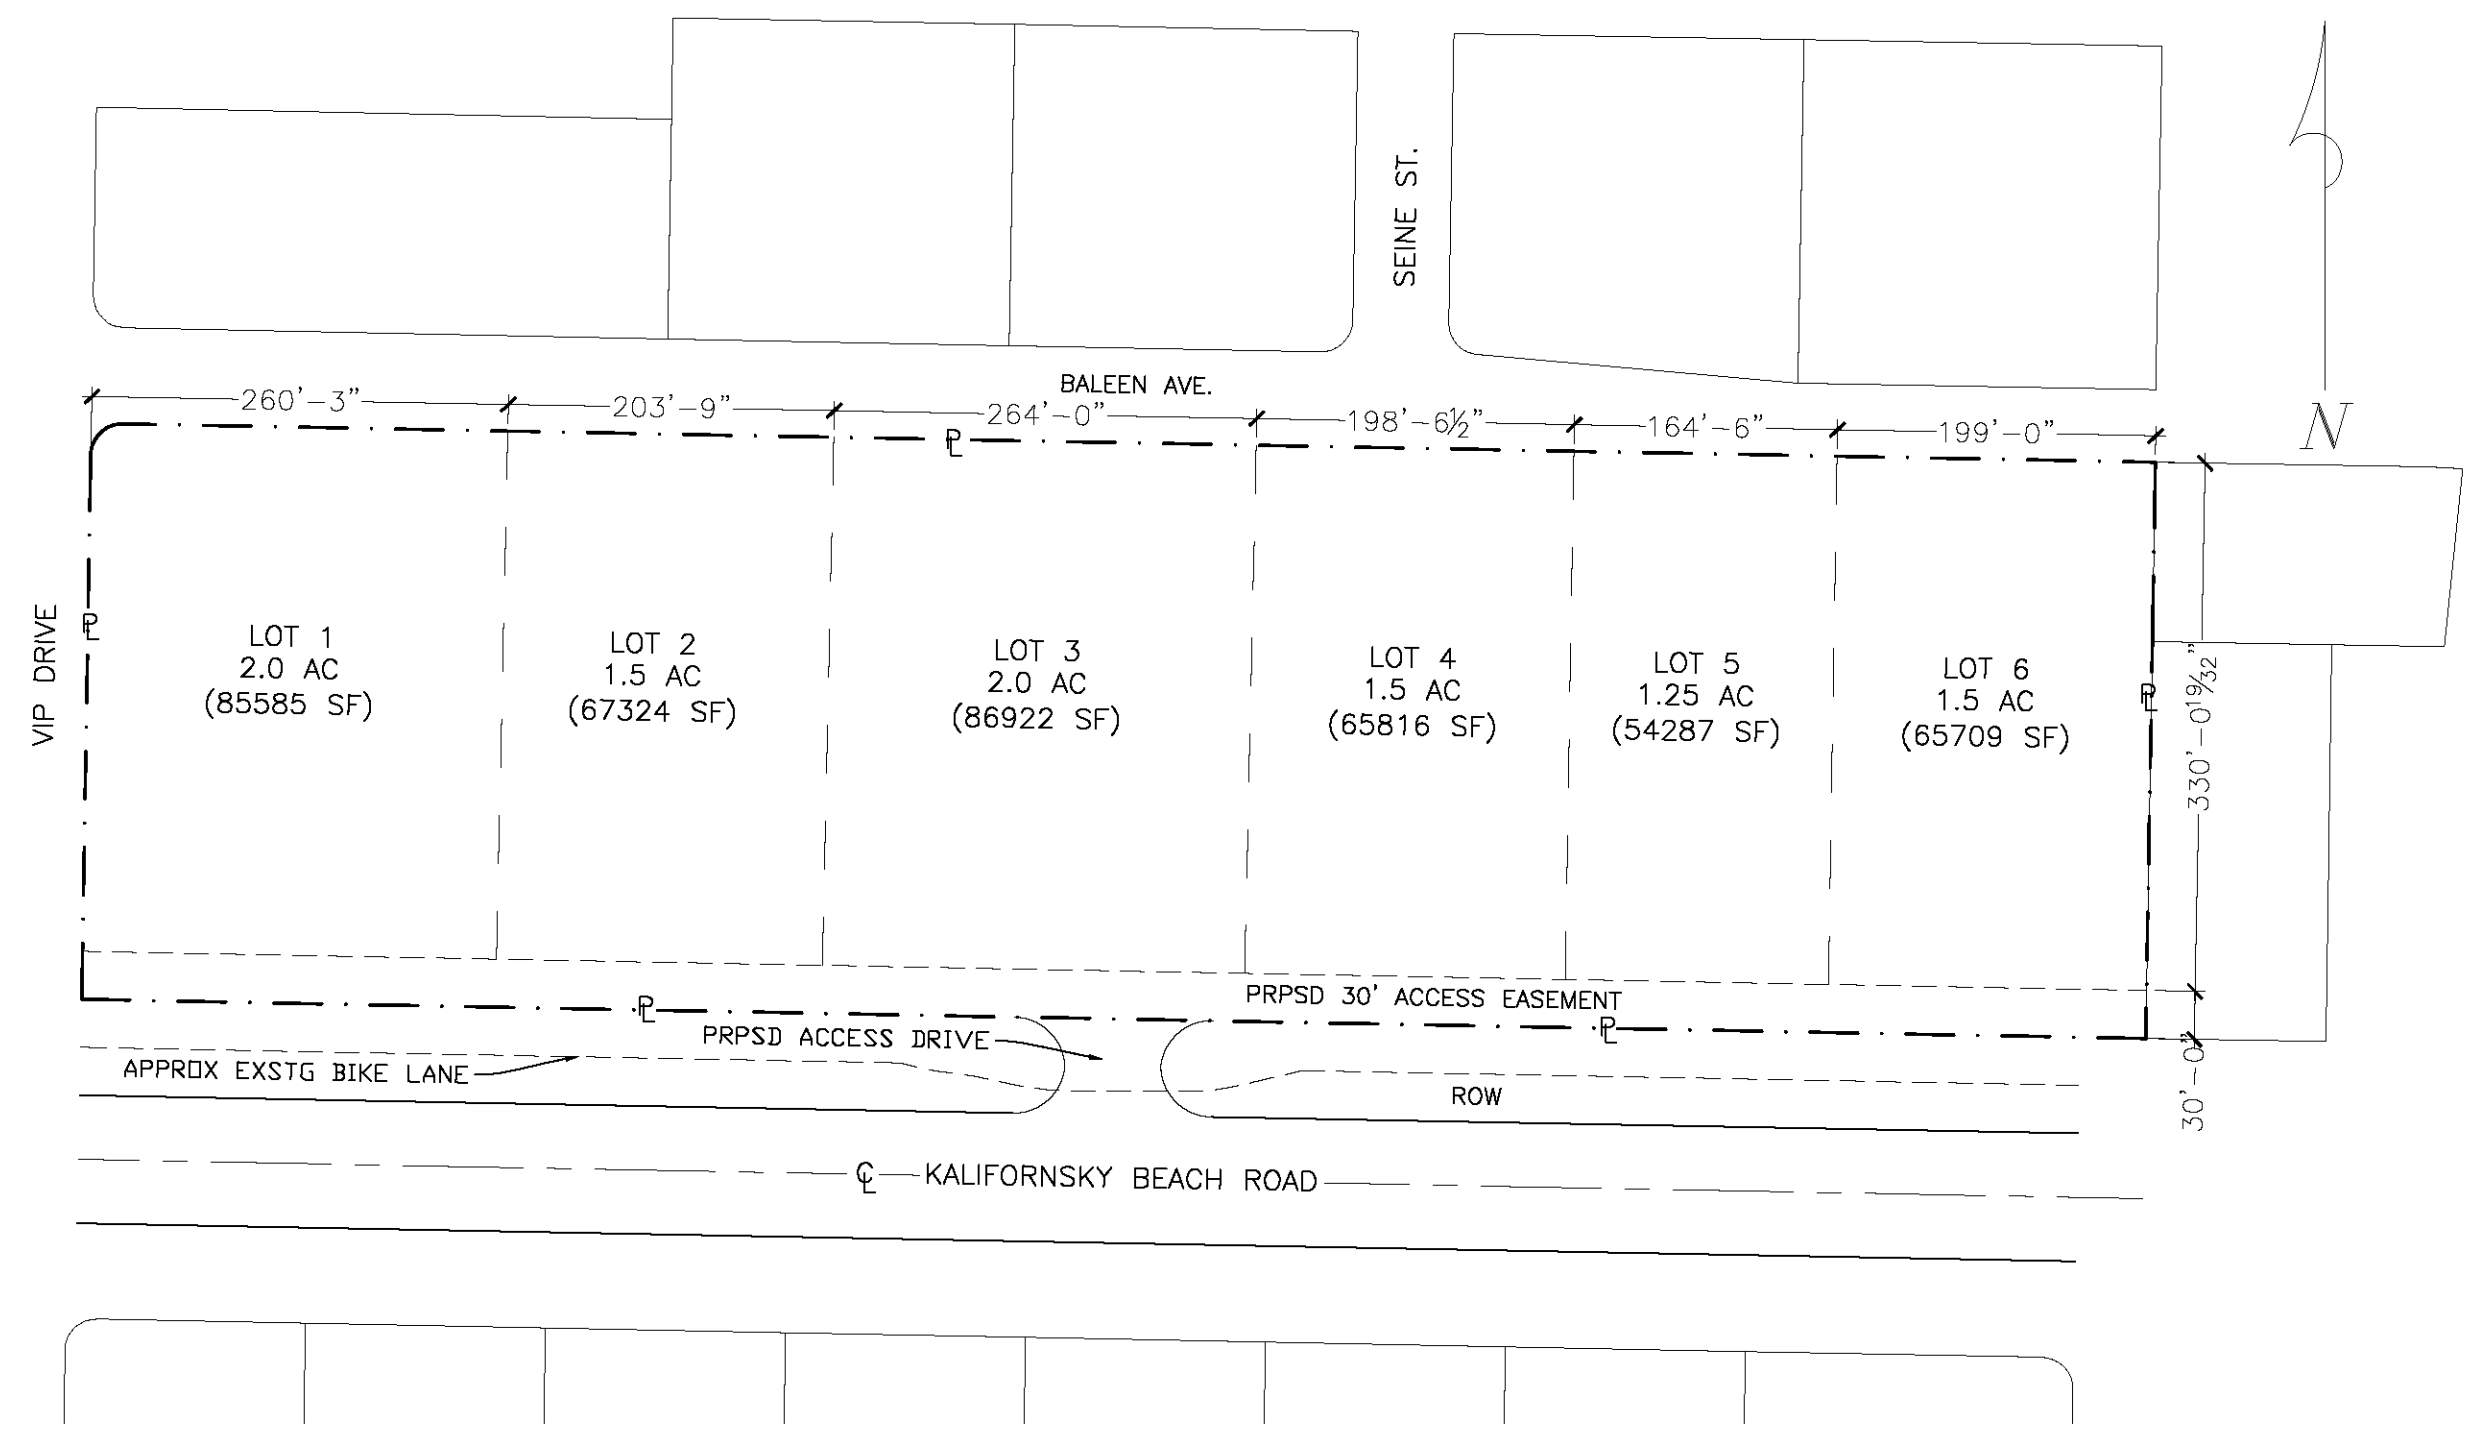 SEINE ST.
BALEEN AVE.
260'-3"
203'-9"
264'-0"
198'-6½"
164'-6"
199'-0"
N
PL
VIP DRIVE
PL
LOT 1
2.0 AC
(85585 SF)
LOT 2
1.5 AC
(67324 SF)
LOT 3
2.0 AC
(86922 SF)
LOT 4
1.5 AC
(65816 SF)
LOT 5
1.25 AC
(54287 SF)
LOT 6
1.5 AC
(65709 SF)
PL
330'-0 19/32"
PRPSD 30' ACCESS EASEMENT
PL
PL
PRPSD ACCESS DRIVE
APPROX EXSTG BIKE LANE
ROW
30'-0"
CL
KALIFORNSKY BEACH ROAD